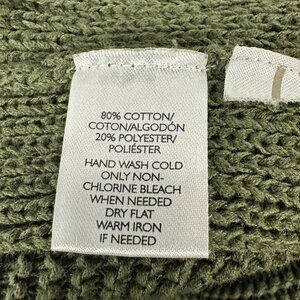 80% COTTON/
COTON/ALGODÓN
20% POLYESTER/
POLIÉSTER
HAND WASH COLD
ONLY NON-
CHLORINE BLEACH
WHEN NEEDED
DRY FLAT
WARM IRON
IF NEEDED